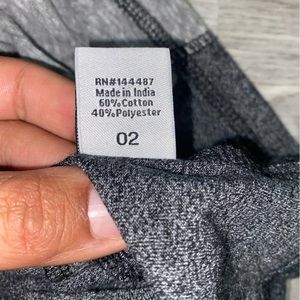 RN#144487
Made in India
60%Cotton
40%Polyester
02